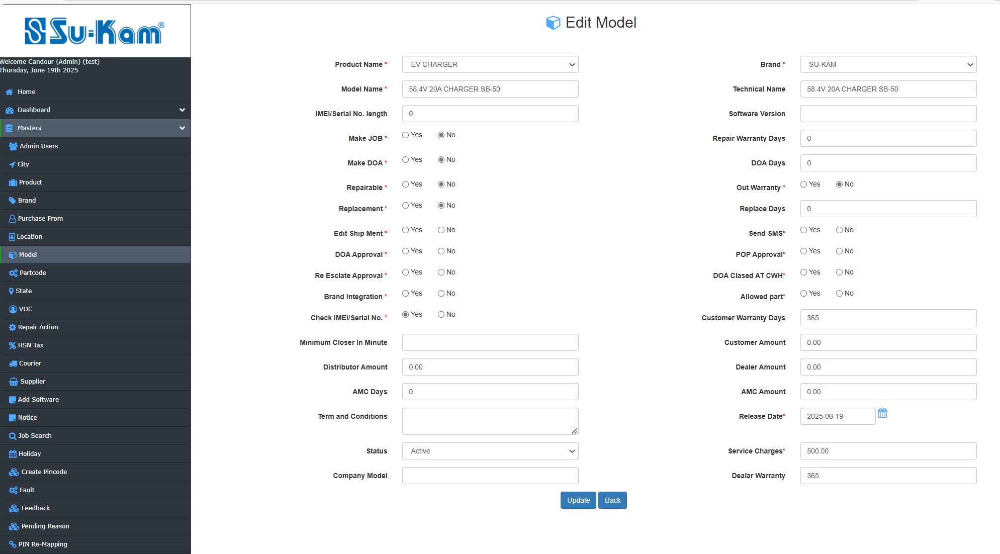 Su-Kam®
Welcome Candour (Admin) (test)
Thursday, June 19th 2025
Home
Dashboard
Masters
Admin Users
City
Product
Brand
Purchase From
Location
Model
Partcode
State
VOC
Repair Action
HSN Tax
Courier
Supplier
Add Software
Notice
Job Search
Holiday
Create Pincode
Fault
Feedback
Pending Reason
PIN Re-Mapping
Edit Model
Product Name * EV CHARGER Brand * SU-KAM
Model Name * 58.4V 20A CHARGER SB-50 Technical Name 58.4V 20A CHARGER SB-50
IMEI/Serial No. length 0 Software Version
Make JOB * Yes No Repair Warranty Days 0
Make DOA * Yes No DOA Days 0
Repairable * Yes No Out Warranty * Yes No
Replacement * Yes No Replace Days 0
Edit Ship Ment * Yes No Send SMS* Yes No
DOA Approval * Yes No POP Approval* Yes No
Re Esclate Approval * Yes No DOA Clased AT CWH* Yes No
Brand Integration * Yes No Allowed part* Yes No
Check IMEI/Serial No. * Yes No Customer Warranty Days 365
Minimum Closer In Minute Customer Amount 0.00
Distributor Amount 0.00 Dealer Amount 0.00
AMC Days 0 AMC Amount 0.00
Term and Conditions Release Date* 2025-06-19
Status Active Service Charges* 500.00
Company Model Dealar Warranty 365
Update Back